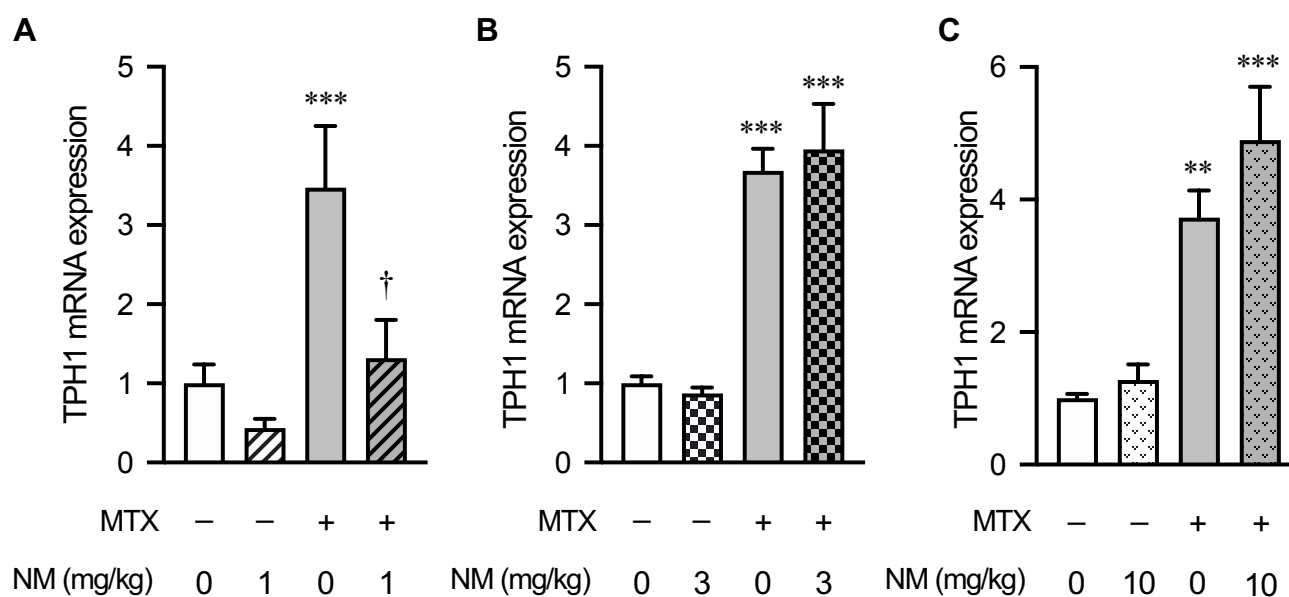 A
TPH1 mRNA expression
5
4
3
2
1
0
***
†
MTX – – + +
NM (mg/kg) 0 1 0 1
B
TPH1 mRNA expression
5
4
3
2
1
0
***
***
MTX – – + +
NM (mg/kg) 0 3 0 3
C
TPH1 mRNA expression
6
4
2
0
**
***
MTX – – + +
NM (mg/kg) 0 10 0 10